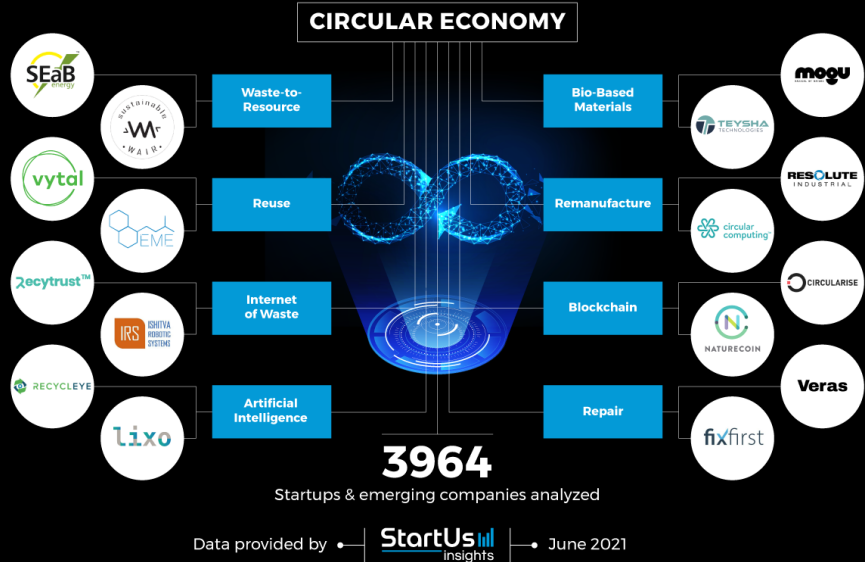 CIRCULAR ECONOMY
SEaB
energy
Waste-to-
Resource
sustainable
WAIR
vytal
Reuse
EME
Recytrust™
Internet
of Waste
IRS
ISHITVA
ROBOTIC
SYSTEMS
RECYCLEYE
Artificial
Intelligence
lixo
Bio-Based
Materials
mogu
TEYSHA
TECHNOLOGIES
Remanufacture
RESOLUTE
INDUSTRIAL
circular
computing™
Blockchain
CIRCULARISE
N
NATURECOIN
Repair
Veras
fixfirst
3964
Startups & emerging companies analyzed
Data provided by
StartUs
insights
June 2021